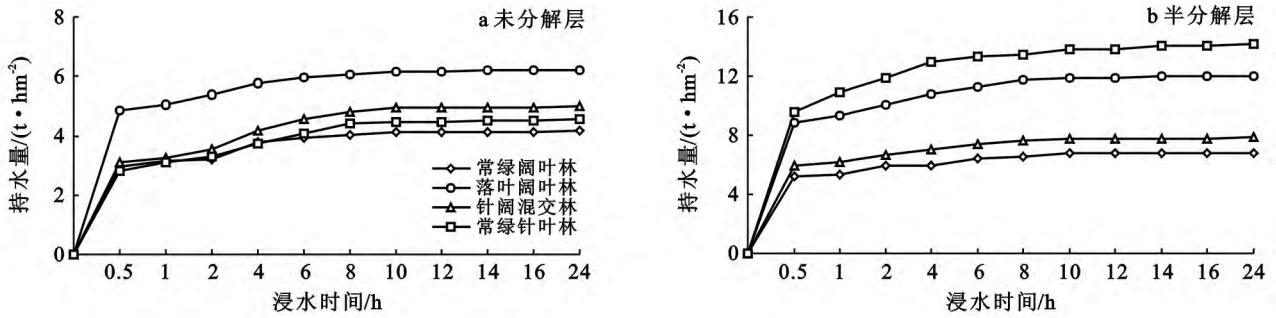 a 未分解层
持水量/(t·hm⁻²)
8
6
4
2
0
常绿阔叶林
落叶阔叶林
针阔混交林
常绿针叶林
0.5 1 2 4 6 8 10 12 14 16 24
浸水时间/h
b 半分解层
持水量/(t·hm⁻²)
16
12
8
4
0
0.5 1 2 4 6 8 10 12 14 16 24
浸水时间/h